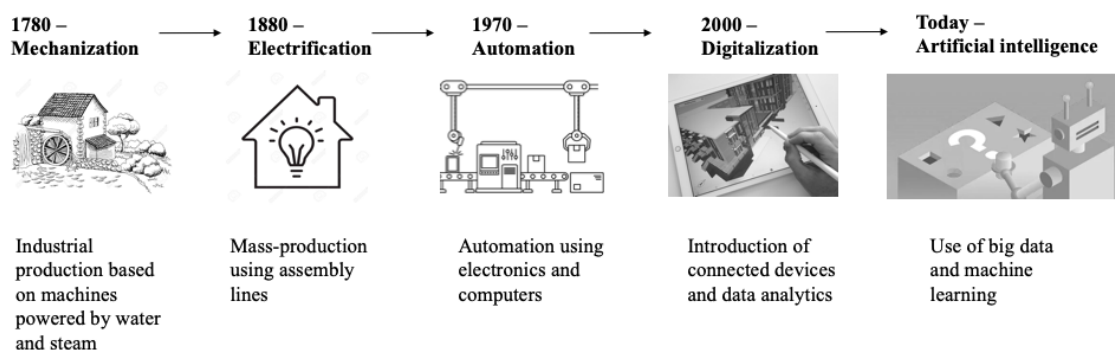 1780 –
Mechanization
1880 –
Electrification
1970 –
Automation
2000 –
Digitalization
Today –
Artificial intelligence
Industrial
production based
on machines
powered by water
and steam
Mass-production
using assembly
lines
Automation using
electronics and
computers
Introduction of
connected devices
and data analytics
Use of big data
and machine
learning